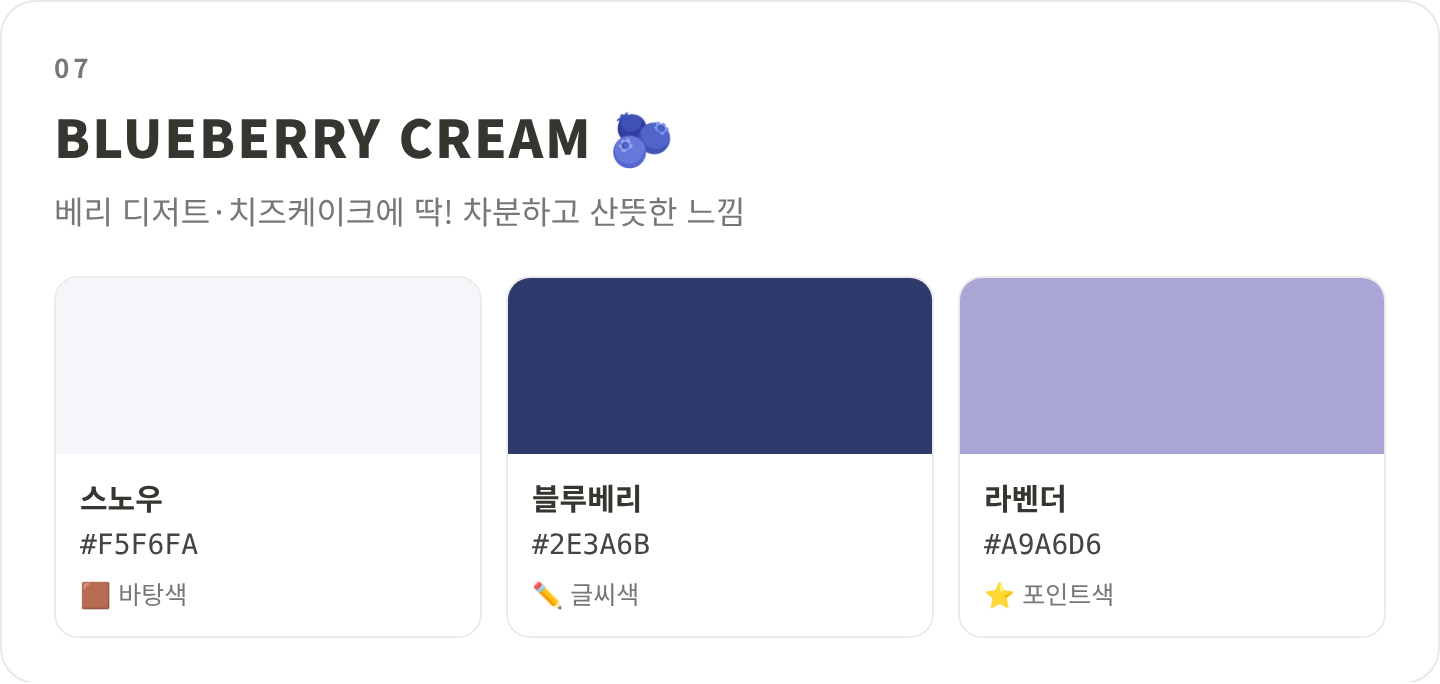 07
BLUEBERRY CREAM 🫐
베리 디저트·치즈케이크에 딱! 차분하고 산뜻한 느낌
스노우
#F5F6FA
🟫 바탕색
블루베리
#2E3A6B
✏️ 글씨색
라벤더
#A9A6D6
⭐ 포인트색